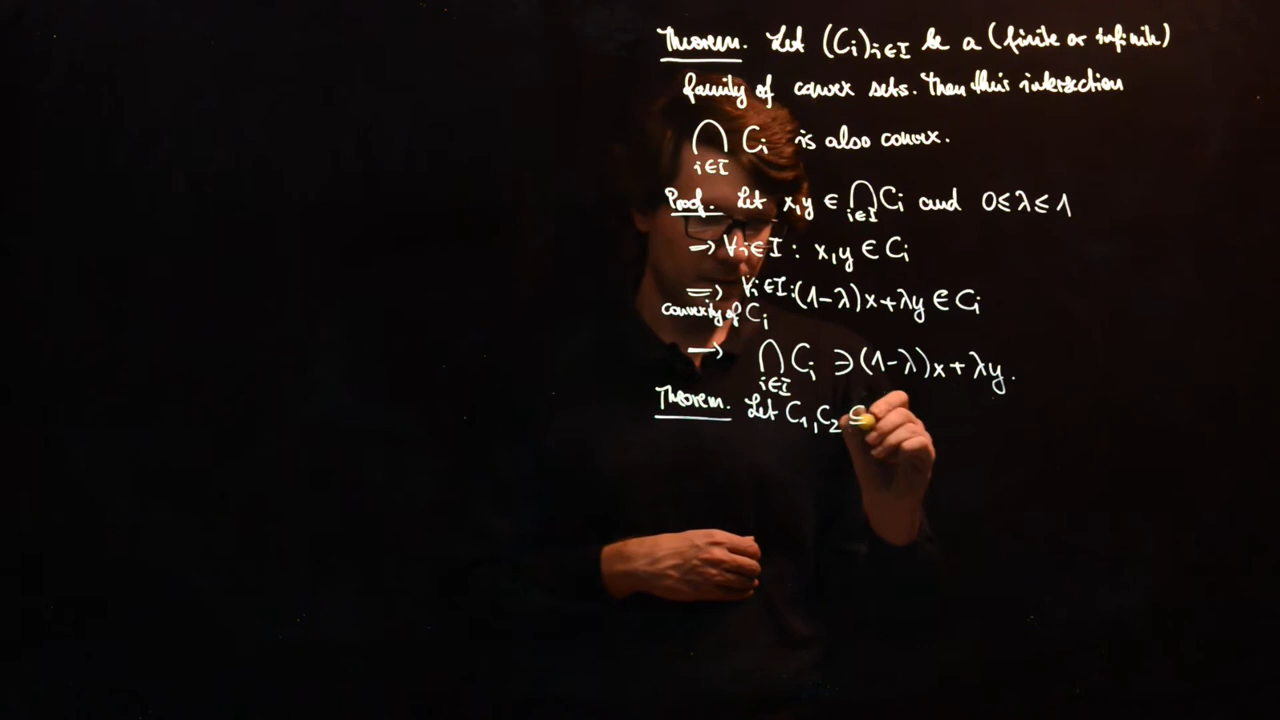 Theorem. Let (Ci)i∈I be a (finite or infinite)
family of convex sets. Then this intersection
⋂i∈I Ci is also convex.
Proof. Let x,y ∈ ⋂i∈I Ci and 0≤λ≤1
→ ∀i∈I : x,y ∈ Ci
⇒ ∀i∈I: (1-λ)x+λy ∈ Ci
convexity of Ci
→ ⋂i∈I Ci ∋ (1-λ)x+λy.
Theorem. Let C1, C2 ⊆